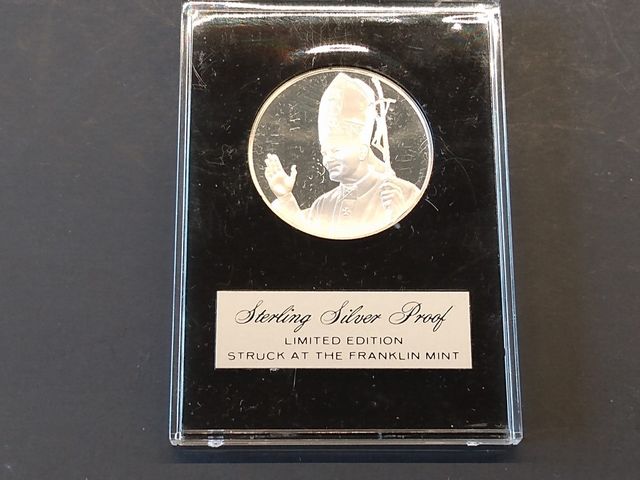 Sterling Silver Proof
LIMITED EDITION
STRUCK AT THE FRANKLIN MINT